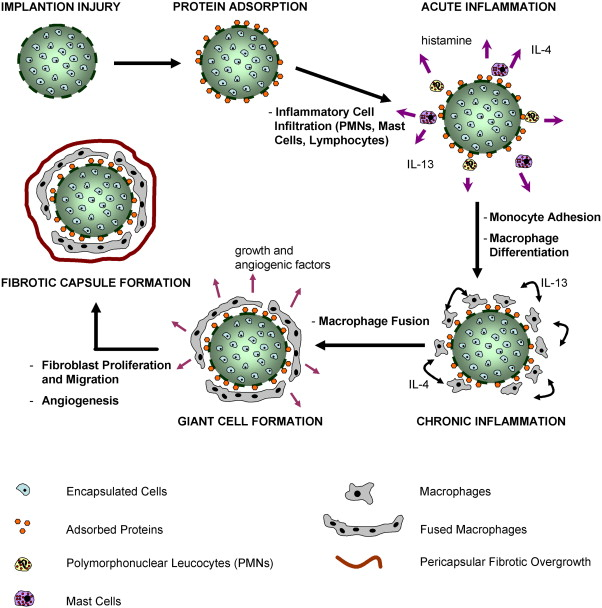 IMPLANTION INJURY
PROTEIN ADSORPTION
ACUTE INFLAMMATION
histamine
IL-4
- Inflammatory Cell
Infiltration (PMNs, Mast
Cells, Lymphocytes)
IL-13
- Monocyte Adhesion
- Macrophage
Differentiation
FIBROTIC CAPSULE FORMATION
growth and
angiogenic factors
IL-13
- Macrophage Fusion
IL-4
- Fibroblast Proliferation
and Migration
- Angiogenesis
GIANT CELL FORMATION
CHRONIC INFLAMMATION
Encapsulated Cells
Macrophages
Adsorbed Proteins
Fused Macrophages
Polymorphonuclear Leucocytes (PMNs)
Pericapsular Fibrotic Overgrowth
Mast Cells